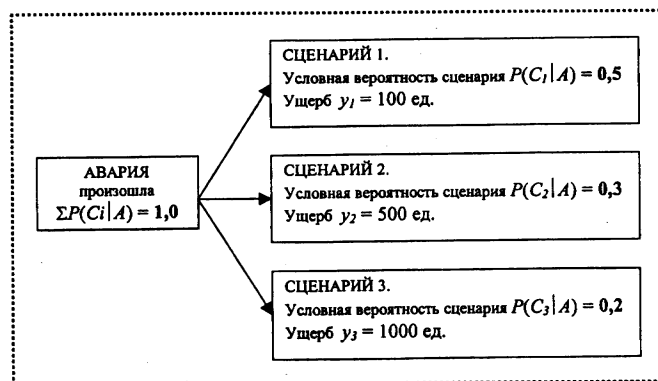 СЦЕНАРИЙ 1.
Условная вероятность сценария P(C₁|A) = 0,5
Ущерб y₁ = 100 ед.
АВАРИЯ
произошла
ΣP(Ci|A) = 1,0
СЦЕНАРИЙ 2.
Условная вероятность сценария P(C₂|A) = 0,3
Ущерб y₂ = 500 ед.
СЦЕНАРИЙ 3.
Условная вероятность сценария P(C₃|A) = 0,2
Ущерб y₃ = 1000 ед.